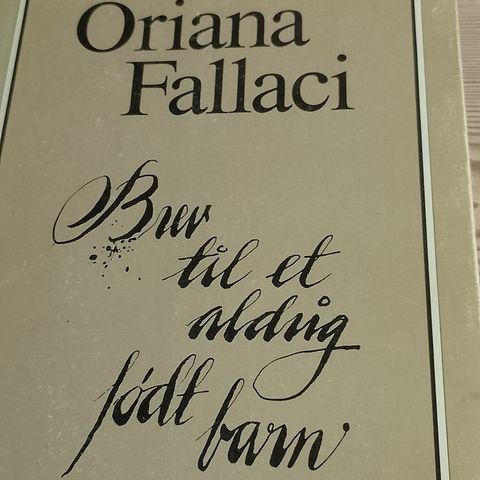 Oriana
Fallaci
Brev
til et
aldrig
født
barn